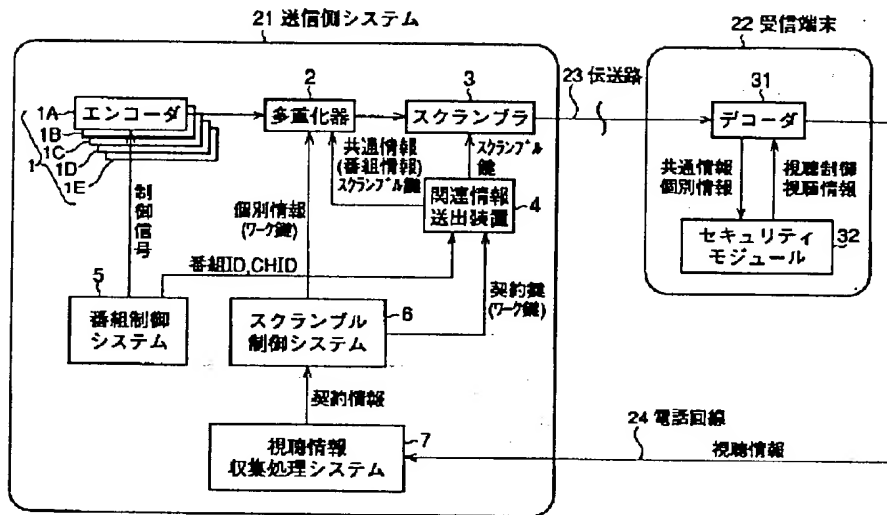 21 送信側システム
22 受信端末
2
3
23 伝送路
31
1A
エンコーダ
多重化器
スクランブラ
デコーダ
1B
1C
1D
1E
1
共通情報
(番組情報)
スクランブル鍵
スクランブル
鍵
共通情報
個別情報
視聴制御
視聴情報
制御信号
個別情報
(ワーク鍵)
関連情報
送出装置
4
セキュリティ
モジュール
32
番組ID,CHID
5
番組制御
システム
スクランブル
制御システム
6
契約鍵
(ワーク鍵)
契約情報
24 電話回線
視聴情報
収集処理システム
7
視聴情報